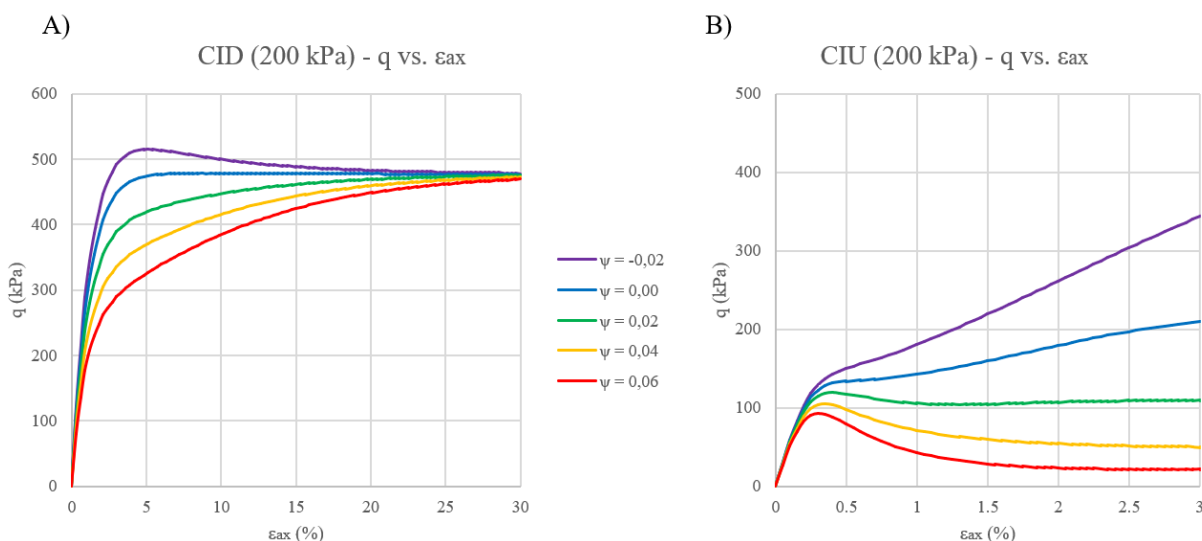 A)
CID (200 kPa) - q vs. εax
600
500
400
300
200
100
0
q (kPa)
0
5
10
15
20
25
30
εax (%)
ψ = -0,02
ψ = 0,00
ψ = 0,02
ψ = 0,04
ψ = 0,06
B)
CIU (200 kPa) - q vs. εax
500
400
300
200
100
0
q (kPa)
0
0.5
1
1.5
2
2.5
3
εax (%)